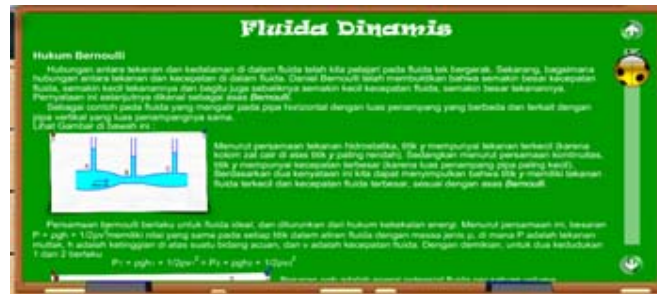 Fluida Dinamis
Hukum Bernoulli
Hubungan antara tekanan dan kedalaman di dalam fluida telah kita pelajari pada fluida tak bergerak. Sekarang, bagaimana
hubungan antara tekanan dan kecepatan di dalam fluida. Daniel Bernoulli telah membuktikan bahwa semakin besar kecepatan
fluida, semakin kecil tekanannya dan begitu juga sebaliknya semakin kecil kecepatan fluida, semakin besar tekanannya.
Pernyataan ini selanjutnya dikenal sebagai asas Bernoulli.
Sebagai contoh pada fluida yang mengalir pada pipa horizontal dengan luas penampang yang berbeda dan terkait dengan
pipa vertikal yang luas penampangnya sama.
Lihat Gambar di bawah ini :
Menurut persamaan tekanan hidrostatika, titik y mempunyai tekanan terkecil (karena
kolom zat cair di atas titik y paling rendah). Sedangkan menurut persamaan kontinuitas,
titik y mempunyai kecepatan terbesar (karena luas penampang pipa paling kecil).
Berdasarkan dua kenyataan ini kita dapat menyimpulkan bahwa titik y memiliki tekanan
fluida terkecil dan kecepatan fluida terbesar, sesuai dengan asas Bernoulli.
Persamaan bernoulli berlaku untuk fluida ideal, dan diturunkan dari hukum kekekalan energi. Menurut persamaan ini, besaran
P + ρgh + 1/2ρv² memiliki nilai yang sama pada setiap titik dalam aliran fluida dengan massa jenis ρ, di mana P adalah tekanan
mutlak, h adalah ketinggian di atas suatu bidang acuan, dan v adalah kecepatan fluida. Dengan demikian, untuk dua kedudukan
1 dan 2 berlaku
P₁ + ρgh₁ + 1/2ρv₁² = P₂ + ρgh₂ + 1/2ρv₂²